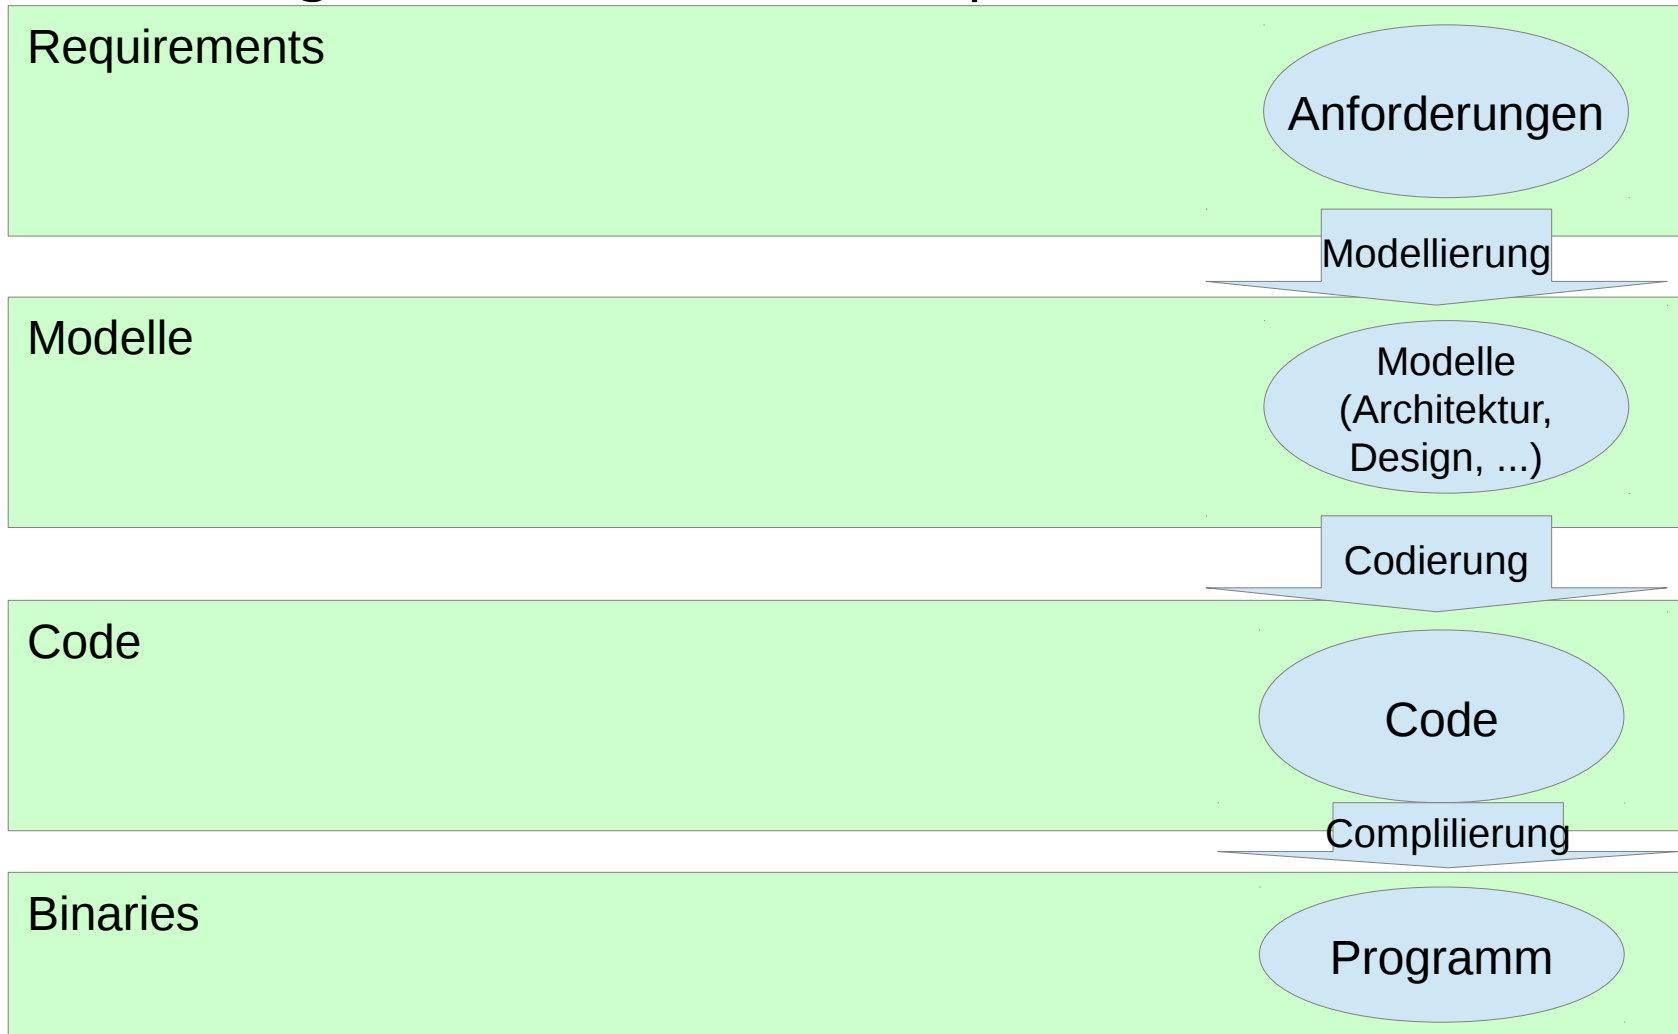 Requirements
Anforderungen
Modellierung
Modelle
Modelle
(Architektur,
Design, ...)
Codierung
Code
Code
Complilierung
Binaries
Programm